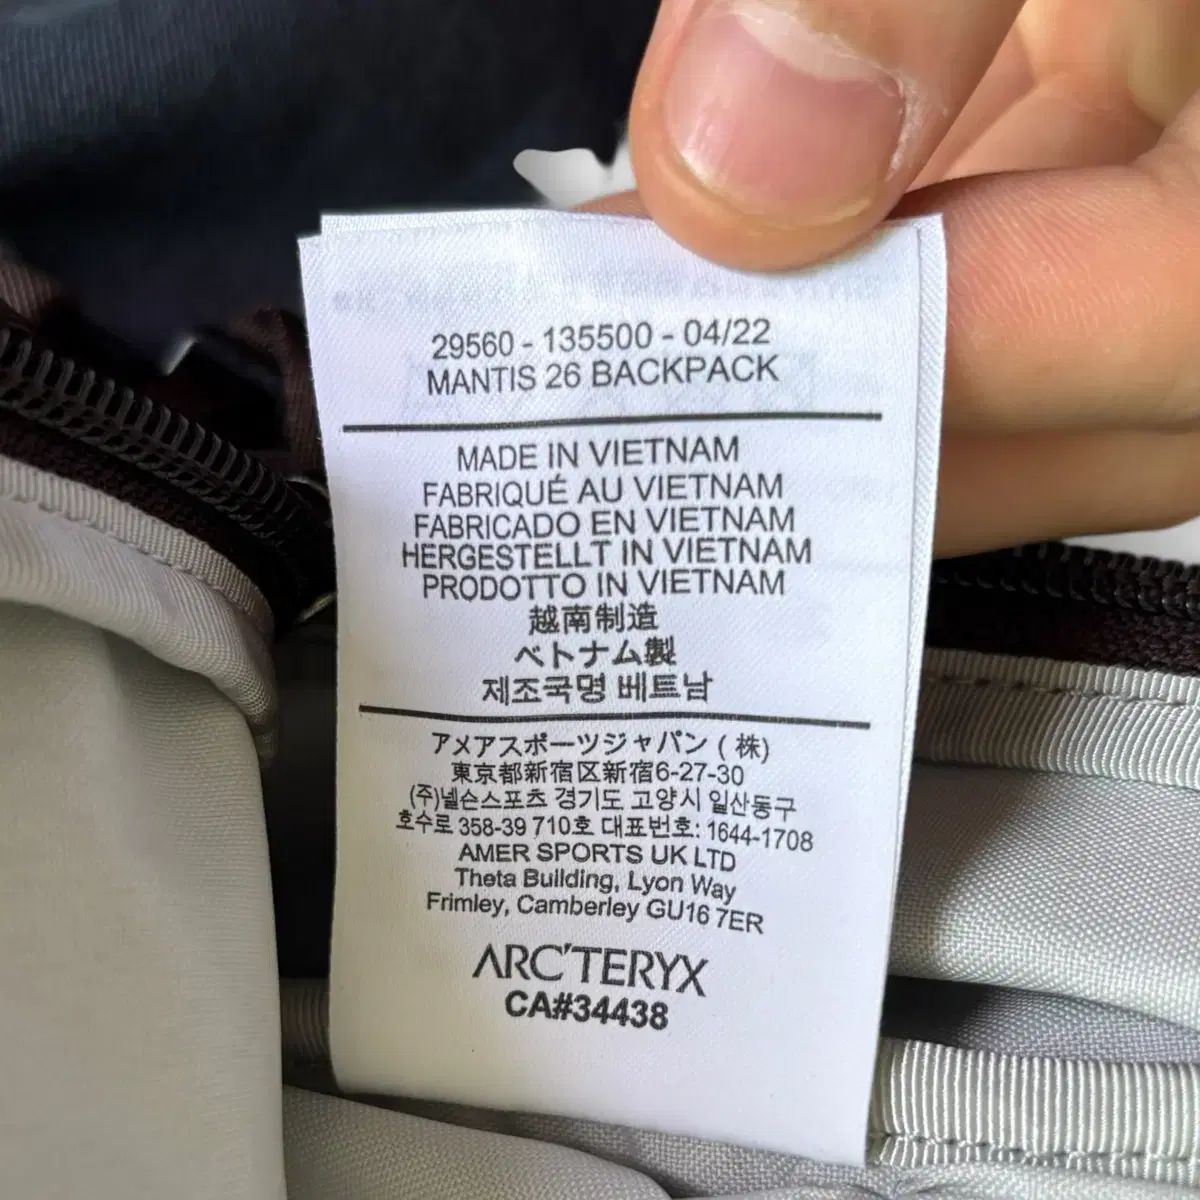 29560 - 135500 - 04/22
MANTIS 26 BACKPACK
MADE IN VIETNAM
FABRIQUÉ AU VIETNAM
FABRICADO EN VIETNAM
HERGESTELLT IN VIETNAM
PRODOTTO IN VIETNAM
越南制造
ベトナム製
제조국명 베트남
アメアスポーツジャパン ( 株)
東京都新宿区新宿6-27-30
(주)넬슨스포츠 경기도 고양시 일산동구
호수로 358-39 710호 대표번호: 1644-1708
AMER SPORTS UK LTD
Theta Building, Lyon Way
Frimley, Camberley GU16 7ER
ARC'TERYX
CA#34438